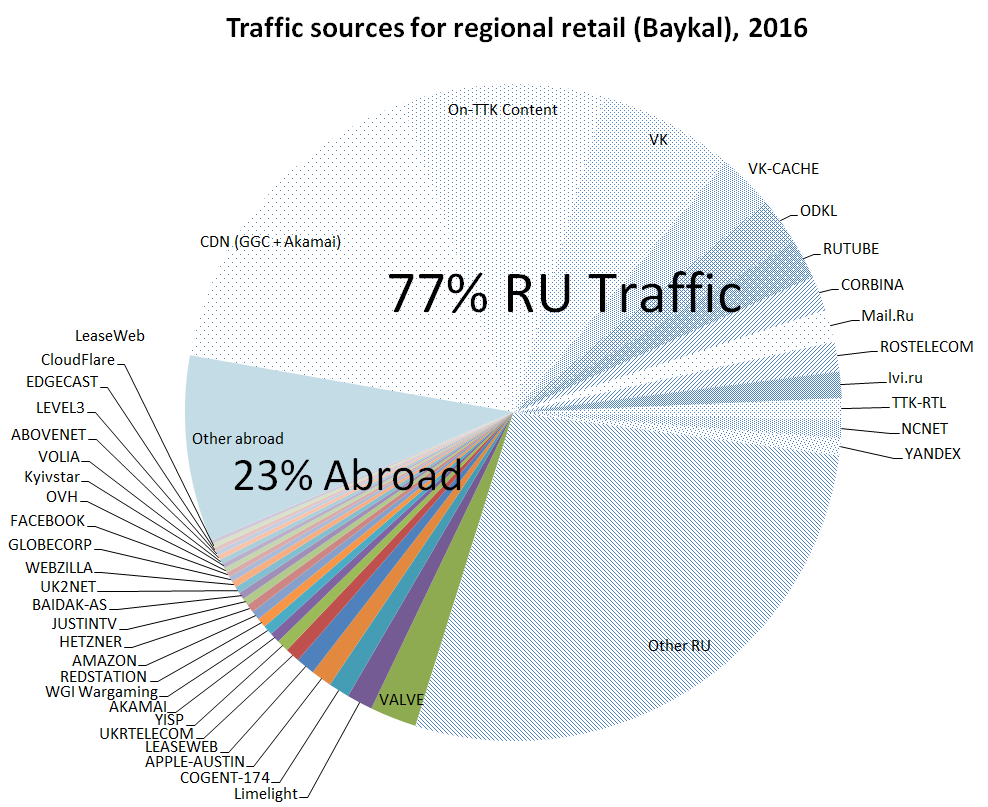 Traffic sources for regional retail (Baykal), 2016
On-TTK Content
VK
VK-CACHE
ODKL
RUTUBE
CORBINA
Mail.Ru
ROSTELECOM
Ivi.ru
TTK-RTL
NCNET
YANDEX
Other RU
CDN (GGC + Akamai)
77% RU Traffic
LeaseWeb
CloudFlare
EDGECAST
LEVEL3
ABOVENET
VOLIA
Kyivstar
OVH
FACEBOOK
GLOBECORP
WEBZILLA
UK2NET
BAIDAK-AS
JUSTINTV
HETZNER
AMAZON
REDSTATION
WGI Wargaming
AKAMAI
YISP
UKRTELECOM
LEASEWEB
APPLE-AUSTIN
COGENT-174
Limelight
VALVE
Other abroad
23% Abroad